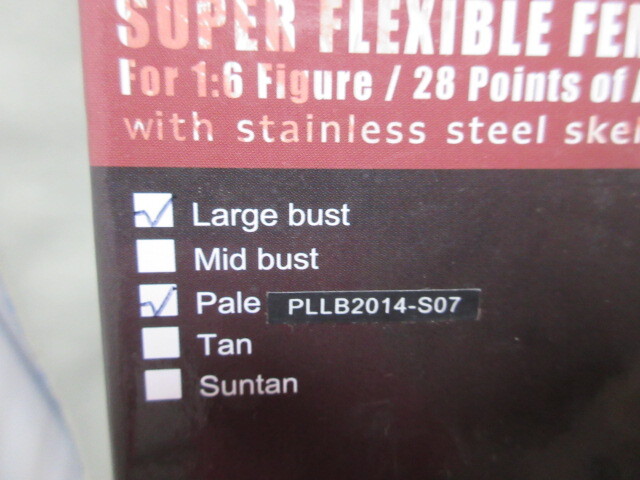 SUPER FLEXIBLE
For 1:6 Figure / 28 Points of
with stainless steel
Large bust
Mid bust
Pale PLLB2014-S07
Tan
Suntan